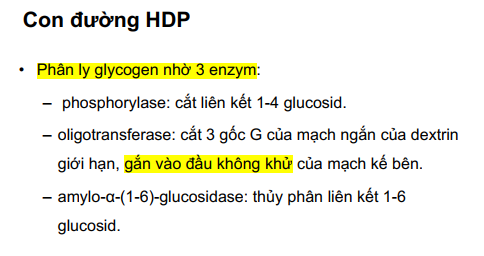 Con đường HDP
• Phân ly glycogen nhờ 3 enzym:
– phosphorylase: cắt liên kết 1-4 glucosid.
– oligotransferase: cắt 3 gốc G của mạch ngắn của dextrin
giới hạn, gắn vào đầu không khử của mạch kế bên.
– amylo-α-(1-6)-glucosidase: thủy phân liên kết 1-6
glucosid.